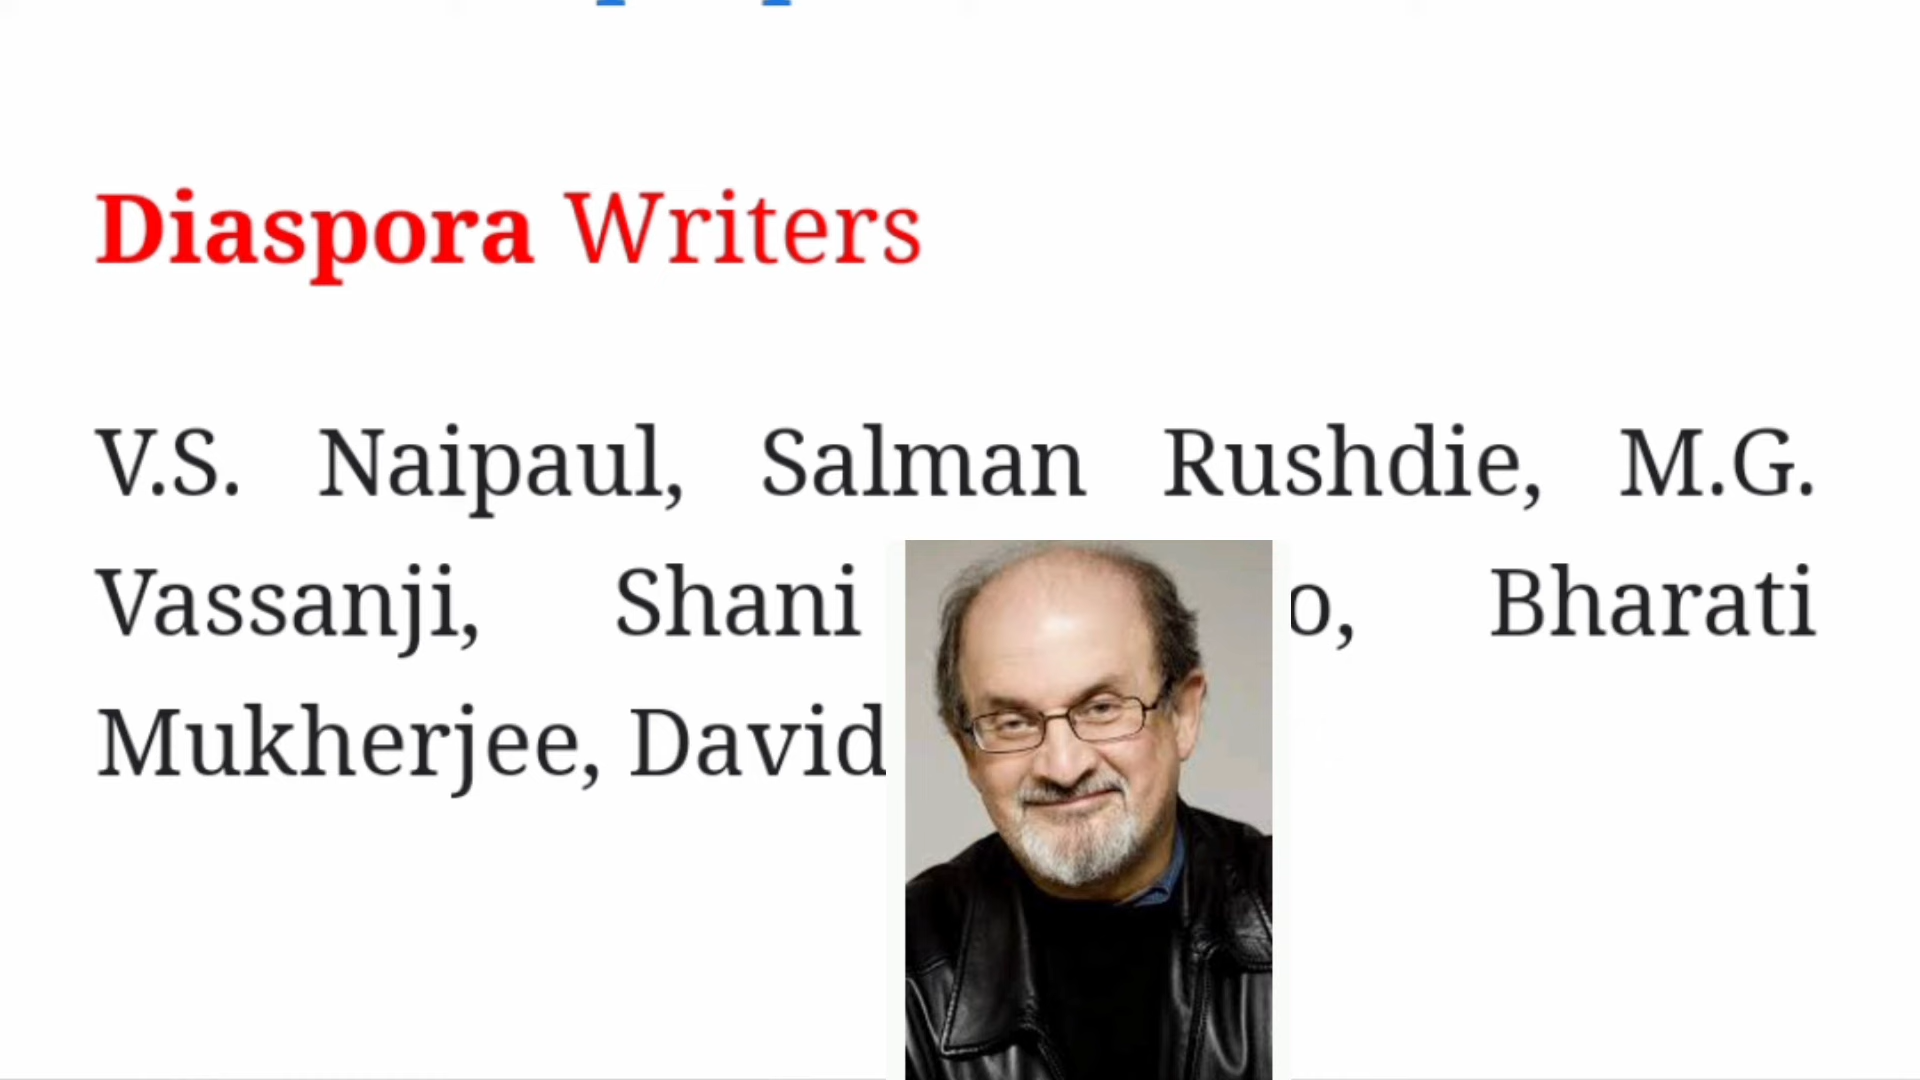 Diaspora Writers
V.S. Naipaul, Salman Rushdie, M.G.
Vassanji, Shani o, Bharati
Mukherjee, David